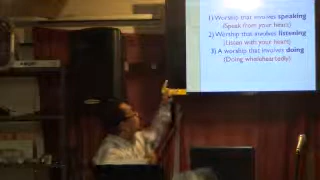 1) Worship that involves speaking
(Speak from your heart)
2) Worship that involves listening
(Listen with your heart)
3) A worship that involves doing
(Doing wholeheartedly)